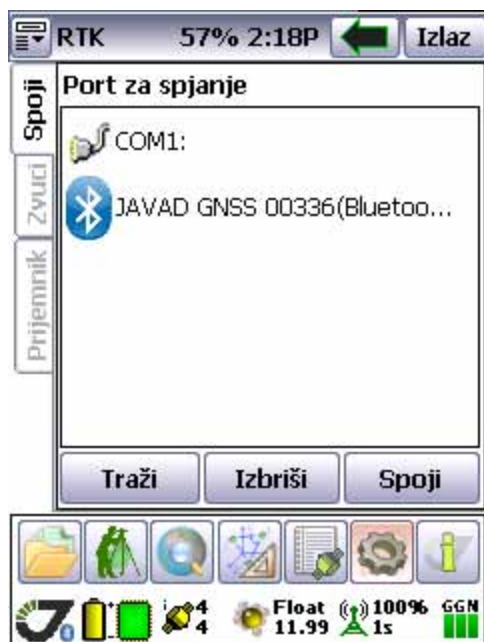 RTK 57% 2:18P Izlaz
Spoji
Zvuci
Prijemnik
Port za spjanje
COM1:
JAVAD GNSS 00336(Bluetoo...
Traži Izbriši Spoji
4
4
Float
11.99
100%
1s
GGN